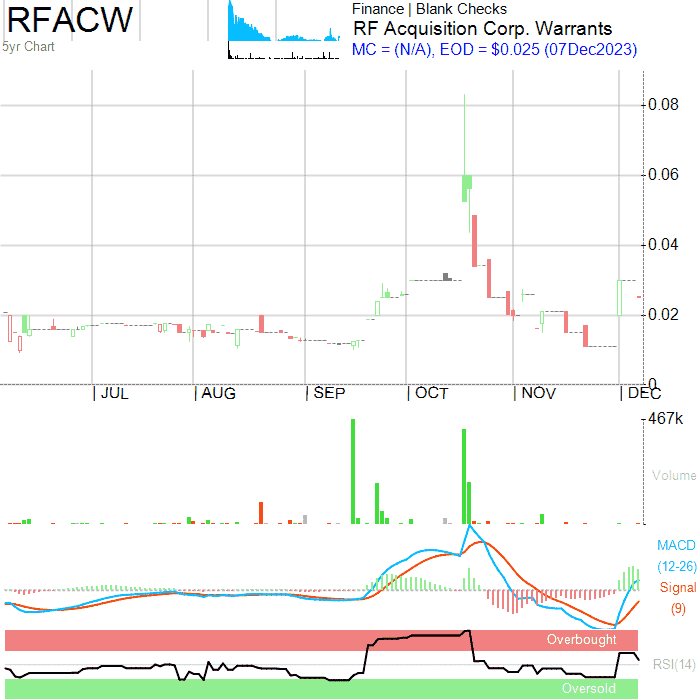 RFACW
5yr Chart
Finance | Blank Checks
RF Acquisition Corp. Warrants
MC = (N/A), EOD = $0.025 (07Dec2023)
0.08
0.06
0.04
0.02
0
JUL AUG SEP OCT NOV DEC
467k
Volume
MACD
(12-26)
Signal
(9)
Overbought
RSI(14)
Oversold